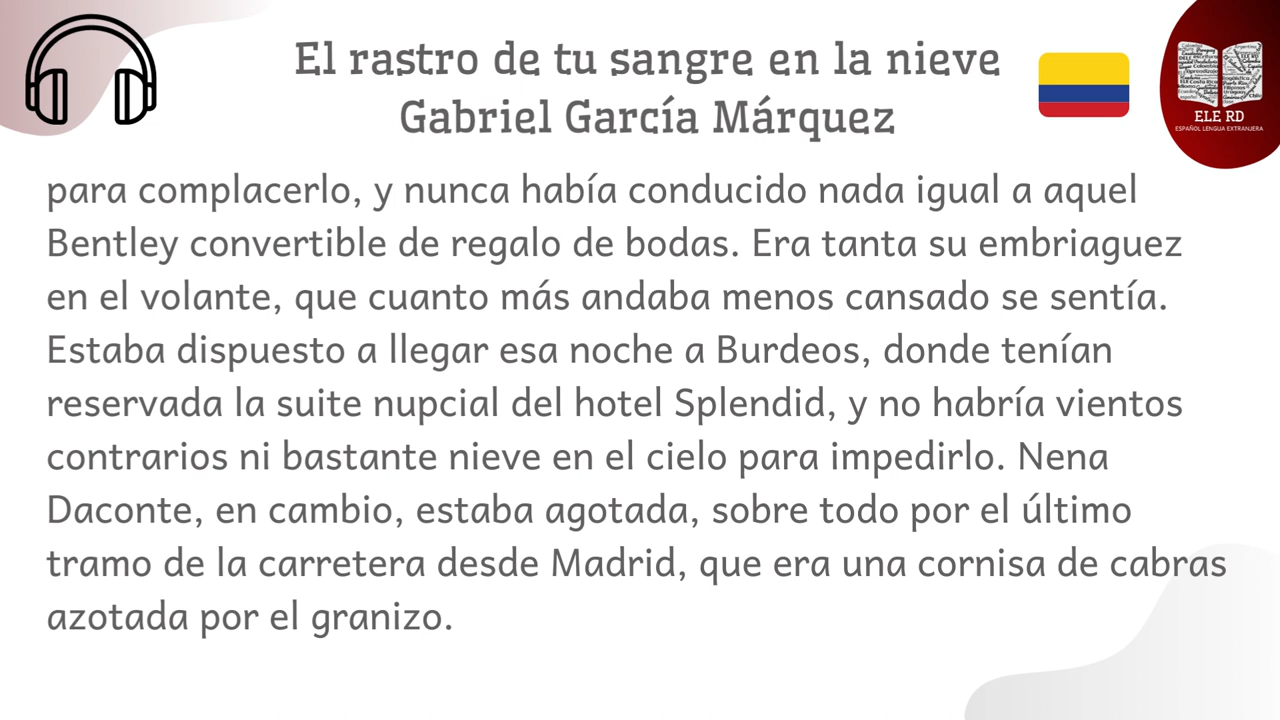 El rastro de tu sangre en la nieve
Gabriel García Márquez
ELE RD
ESPAÑOL LENGUA EXTRANJERA
para complacerlo, y nunca había conducido nada igual a aquel
Bentley convertible de regalo de bodas. Era tanta su embriaguez
en el volante, que cuanto más andaba menos cansado se sentía.
Estaba dispuesto a llegar esa noche a Burdeos, donde tenían
reservada la suite nupcial del hotel Splendid, y no habría vientos
contrarios ni bastante nieve en el cielo para impedirlo. Nena
Daconte, en cambio, estaba agotada, sobre todo por el último
tramo de la carretera desde Madrid, que era una cornisa de cabras
azotada por el granizo.